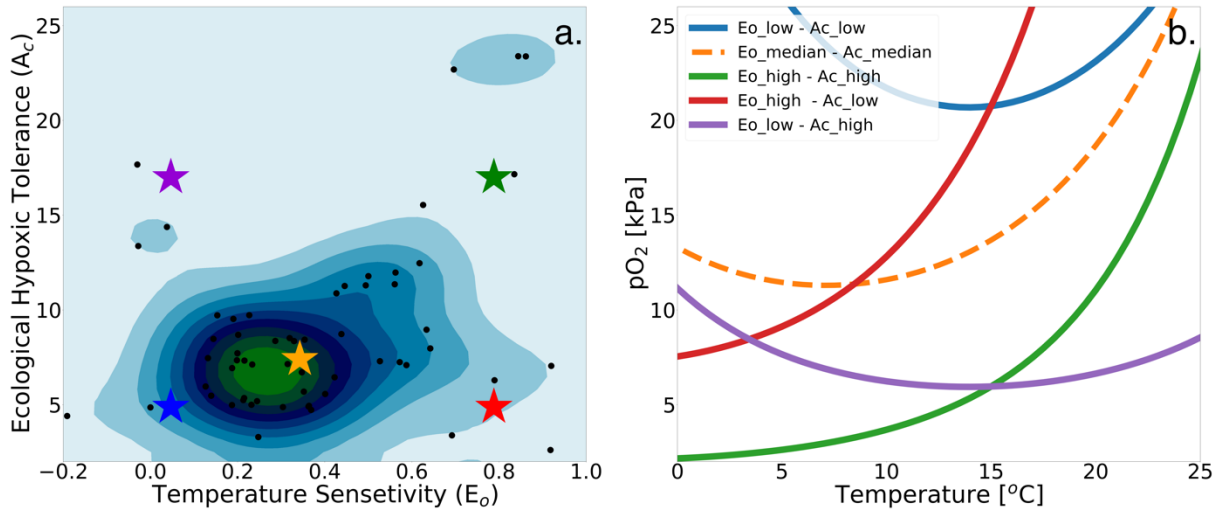 a.
Ecological Hypoxic Tolerance (Ac)
25
20
15
10
5
−0.2 0.0 0.2 0.4 0.6 0.8 1.0
Temperature Sensetivity (Eo)
b.
Eo_low - Ac_low
Eo_median - Ac_median
Eo_high - Ac_high
Eo_high - Ac_low
Eo_low - Ac_high
pO2 [kPa]
25
20
15
10
5
0 5 10 15 20 25
Temperature [oC]